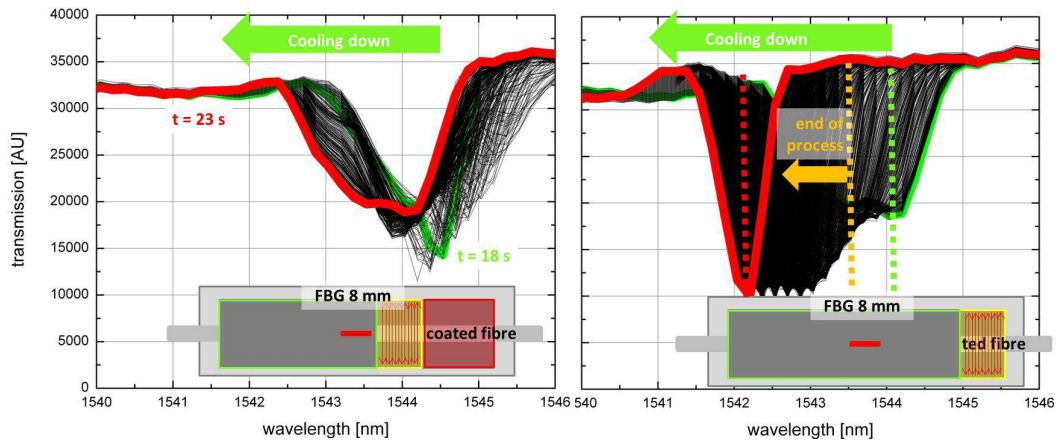 40000
35000
30000
25000
20000
15000
10000
5000
0
transmission [AU]
Cooling down
t = 23 s
t = 18 s
FBG 8 mm
coated fibre
1540
1541
1542
1543
1544
1545
1546
wavelength [nm]
Cooling down
end of
process
FBG 8 mm
ted fibre
540
1541
1542
1543
1544
1545
1546
wavelength [nm]